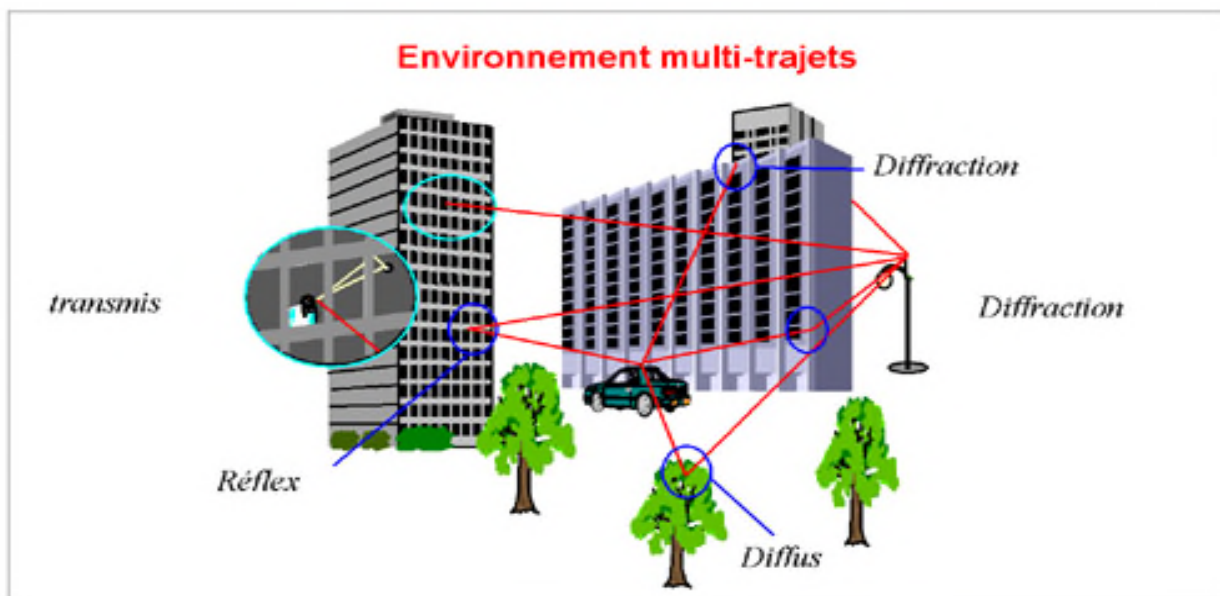 Environnement multi-trajets
Diffraction
transmis
Diffraction
Réflex
Diffus